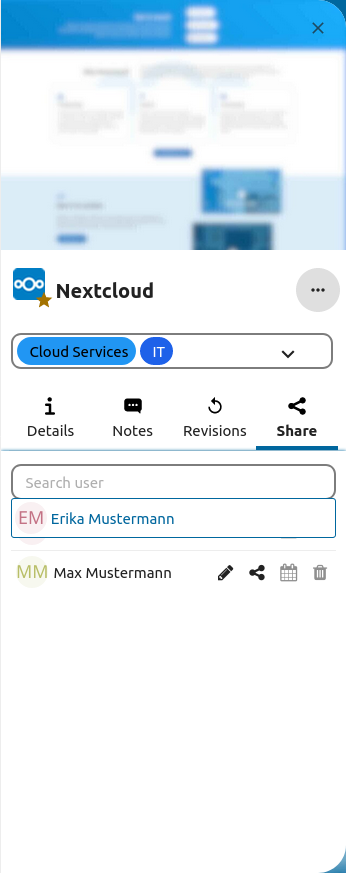 Nextcloud
Cloud Services IT
Details Notes Revisions Share
Search user
EM Erika Mustermann
MM Max Mustermann